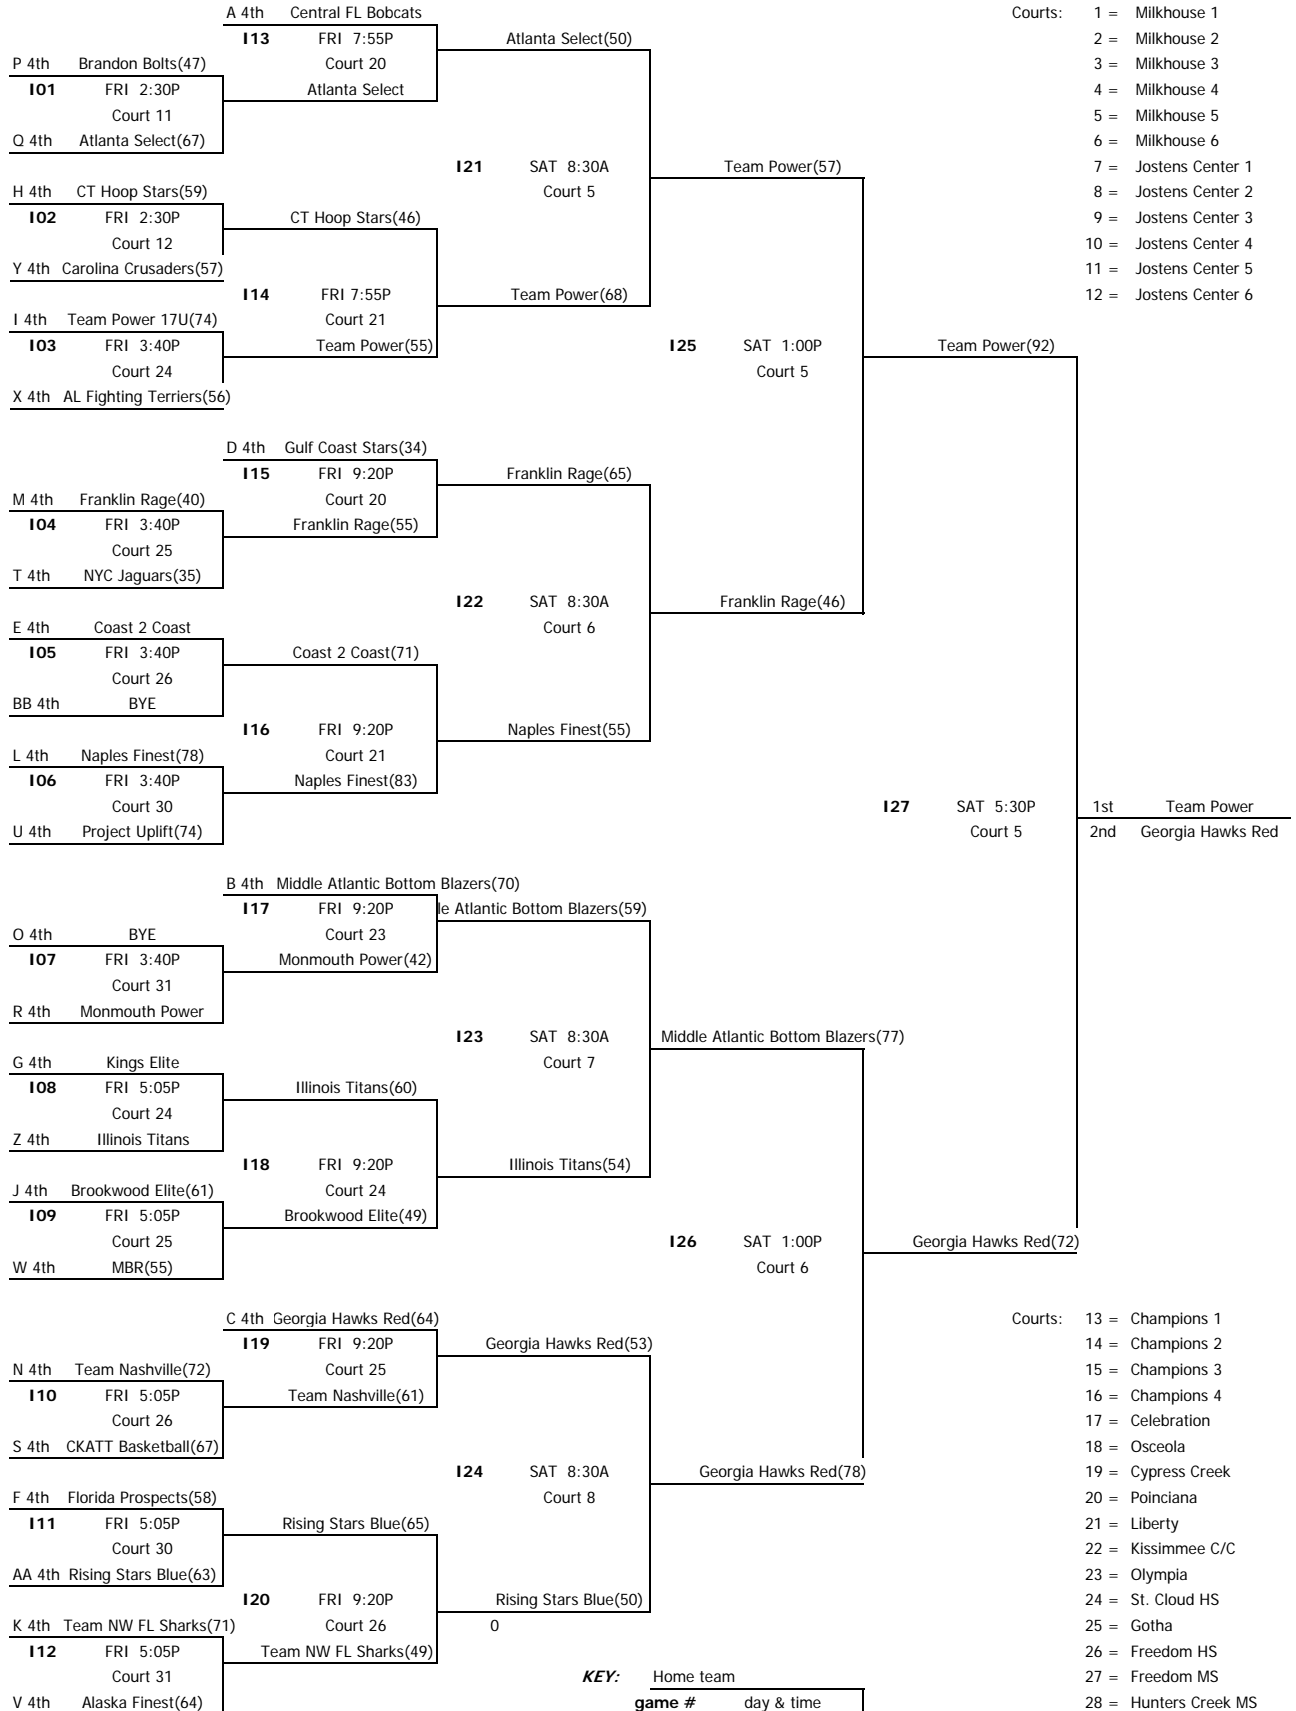 A 4th Central FL Bobcats Courts: 1 = Milkhouse 1
I13 FRI 7:55P Atlanta Select(50) 2 = Milkhouse 2
P 4th Brandon Bolts(47) Court 20 3 = Milkhouse 3
I01 FRI 2:30P Atlanta Select 4 = Milkhouse 4
Court 11 5 = Milkhouse 5
Q 4th Atlanta Select(67) 6 = Milkhouse 6
I21 SAT 8:30A Team Power(57) 7 = Jostens Center 1
H 4th CT Hoop Stars(59) Court 5 8 = Jostens Center 2
I02 FRI 2:30P CT Hoop Stars(46) 9 = Jostens Center 3
Court 12 10 = Jostens Center 4
Y 4th Carolina Crusaders(57) 11 = Jostens Center 5
I14 FRI 7:55P Team Power(68) 12 = Jostens Center 6
I 4th Team Power 17U(74) Court 21
I03 FRI 3:40P Team Power(55) I25 SAT 1:00P Team Power(92)
Court 24 Court 5
X 4th AL Fighting Terriers(56)
D 4th Gulf Coast Stars(34)
I15 FRI 9:20P Franklin Rage(65)
M 4th Franklin Rage(40) Court 20
I04 FRI 3:40P Franklin Rage(55)
Court 25
T 4th NYC Jaguars(35)
I22 SAT 8:30A Franklin Rage(46)
E 4th Coast 2 Coast Court 6
I05 FRI 3:40P Coast 2 Coast(71)
Court 26
BB 4th BYE
I16 FRI 9:20P Naples Finest(55)
L 4th Naples Finest(78) Court 21
I06 FRI 3:40P Naples Finest(83)
Court 30 I27 SAT 5:30P 1st Team Power
U 4th Project Uplift(74) Court 5 2nd Georgia Hawks Red
B 4th Middle Atlantic Bottom Blazers(70)
I17 FRI 9:20P le Atlantic Bottom Blazers(59)
O 4th BYE Court 23
I07 FRI 3:40P Monmouth Power(42)
Court 31
R 4th Monmouth Power
I23 SAT 8:30A Middle Atlantic Bottom Blazers(77)
G 4th Kings Elite Court 7
I08 FRI 5:05P Illinois Titans(60)
Court 24
Z 4th Illinois Titans
I18 FRI 9:20P Illinois Titans(54)
J 4th Brookwood Elite(61) Court 24
I09 FRI 5:05P Brookwood Elite(49)
Court 25 I26 SAT 1:00P Georgia Hawks Red(72)
W 4th MBR(55) Court 6
C 4th Georgia Hawks Red(64) Courts: 13 = Champions 1
I19 FRI 9:20P Georgia Hawks Red(53) 14 = Champions 2
N 4th Team Nashville(72) Court 25 15 = Champions 3
I10 FRI 5:05P Team Nashville(61) 16 = Champions 4
Court 26 17 = Celebration
S 4th CKATT Basketball(67) 18 = Osceola
I24 SAT 8:30A Georgia Hawks Red(78) 19 = Cypress Creek
F 4th Florida Prospects(58) Court 8 20 = Poinciana
I11 FRI 5:05P Rising Stars Blue(65) 21 = Liberty
Court 30 22 = Kissimmee C/C
AA 4th Rising Stars Blue(63) 23 = Olympia
I20 FRI 9:20P Rising Stars Blue(50) 24 = St. Cloud HS
K 4th Team NW FL Sharks(71) Court 26 0 25 = Gotha
I12 FRI 5:05P Team NW FL Sharks(49) 26 = Freedom HS
Court 31 KEY: Home team 27 = Freedom MS
V 4th Alaska Finest(64) game # day & time 28 = Hunters Creek MS